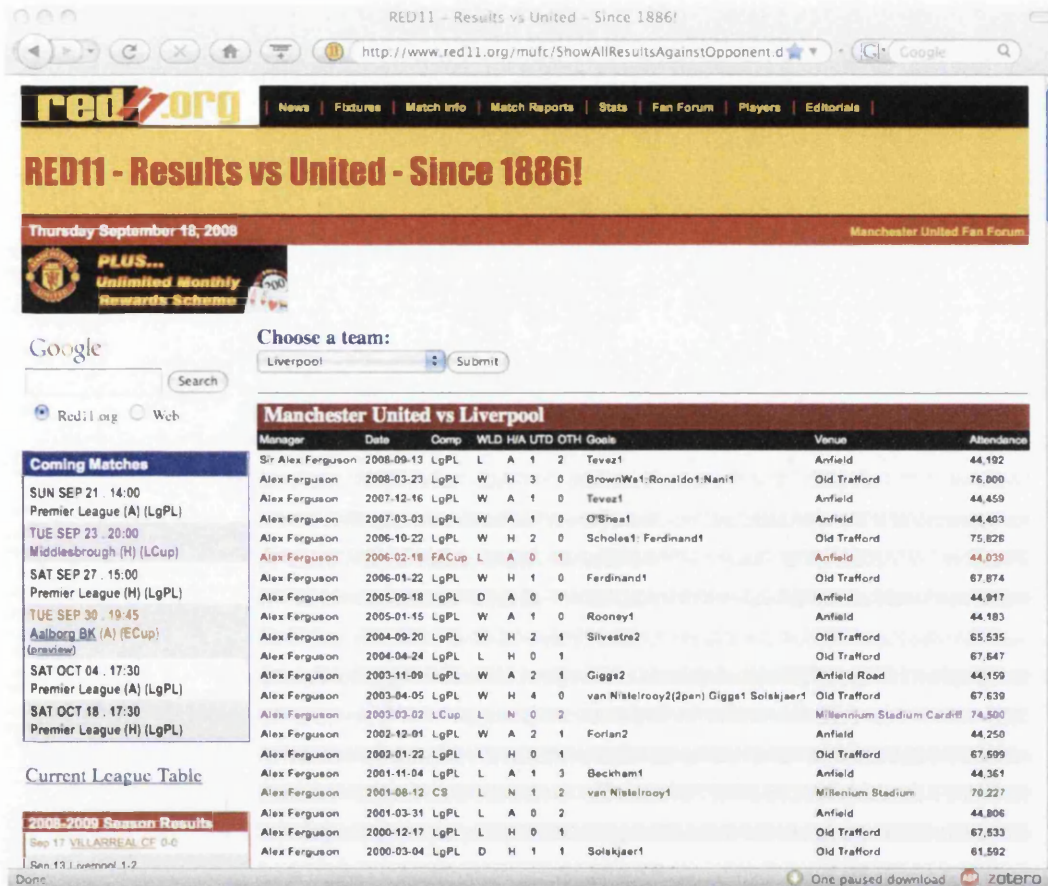 RED11 - Results vs United - Since 1886!
http://www.red11.org/mufc/ShowAllResultsAgainstOpponent.d
Google
red11.org
News | Fixtures | Match Info | Match Reports | Stats | Fan Forum | Players | Editorials |
RED11 - Results vs United - Since 1886!
Thursday September 18, 2008
Manchester United Fan Forum
PLUS...
Unlimited Monthly
Rewards Scheme
200
Google
Search
Red11.org Web
Coming Matches
SUN SEP 21 . 14:00
Premier League (A) (LgPL)
TUE SEP 23 . 20:00
Middlesbrough (H) (LCup)
SAT SEP 27 . 15:00
Premier League (H) (LgPL)
TUE SEP 30 . 19:45
Aalborg BK (A) (ECup)
(preview)
SAT OCT 04 . 17:30
Premier League (A) (LgPL)
SAT OCT 18 . 17:30
Premier League (H) (LgPL)
Current League Table
2008-2009 Season Results
Sep 17 VILLARREAL CF 0-0
Sep 13 Liverpool 1-2
Choose a team:
Liverpool Submit
Manchester United vs Liverpool
Manager Date Comp WLD H/A UTD OTH Goals Venue Attendance
Sir Alex Ferguson 2008-09-13 LgPL L A 1 2 Tevez1 Anfield 44,192
Alex Ferguson 2008-03-23 LgPL W H 3 BrownWa1;Ronaldo1;Nani1 Old Trafford 76,000
Alex Ferguson 2007-12-16 LgPL W A 1 0 Tevez1 Anfield 44,459
Alex Ferguson 2007-03-03 LgPL W A 1 0 O'Shea1 Anfield 44,403
Alex Ferguson 2006-10-22 LgPL W H 2 0 Scholes1; Ferdinand1 Old Trafford 75,828
Alex Ferguson 2006-02-18 FACup L Anfield 44,039
Alex Ferguson 2006-01-22 LgPL W H 1 0 Ferdinand1 Old Trafford 67,874
Alex Ferguson 2005-09-18 LgPL D A 0 0 Anfield 44,917
Alex Ferguson 2005-01-15 LgPL W A 1 0 Rooney1 Anfield 44,183
Alex Ferguson 2004-09-20 LgPL W H 2 1 Silvestre2 Old Trafford 65,535
Alex Ferguson 2004-04-24 LgPL L H 0 1 Old Trafford 67,647
Alex Ferguson 2003-11-09 LgPL W A 2 1 Giggs2 Anfield Road 44,159
Alex Ferguson 2003-04-05 LgPL W H 4 0 van Nistelrooy2(2pen) Giggs1 Solskjaer1 Old Trafford 67,639
Alex Ferguson 2003-03-02 LCup L N 0 2 Millennium Stadium Cardiff 74,500
Alex Ferguson 2002-12-01 LgPL W A 2 1 Forlan2 Anfield 44,250
Alex Ferguson 2002-01-22 LgPL L H 0 1 Old Trafford 67,599
Alex Ferguson 2001-11-04 LgPL L A 1 3 Beckham1 Anfield 44,361
Alex Ferguson 2001-08-12 CS L N 1 2 van Nistelrooy1 Millenium Stadium 70,227
Alex Ferguson 2001-03-31 LgPL L A 0 2 Anfield 44,806
Alex Ferguson 2000-12-17 LgPL L H 0 1 Old Trafford 67,533
Alex Ferguson 2000-03-04 LgPL D H 1 1 Solskjaer1 Old Trafford 61,592
Done
One paused download ABP zotero